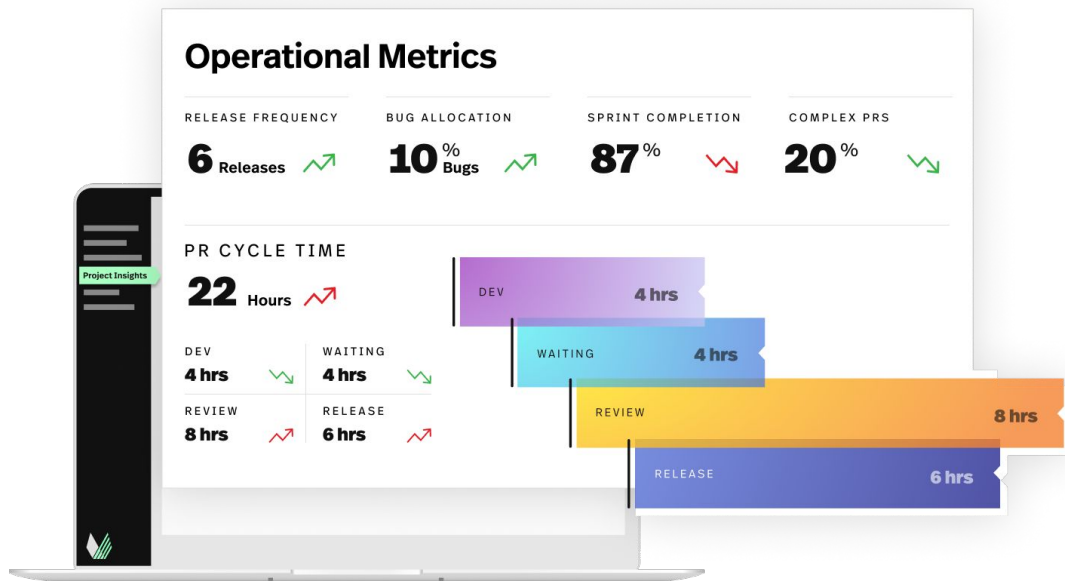 Operational Metrics
RELEASE FREQUENCY
6 Releases
BUG ALLOCATION
10% Bugs
SPRINT COMPLETION
87%
COMPLEX PRS
20%
Project Insights
PR CYCLE TIME
22 Hours
DEV
4 hrs
WAITING
4 hrs
REVIEW
8 hrs
RELEASE
6 hrs
DEV 4 hrs
WAITING 4 hrs
REVIEW 8 hrs
RELEASE 6 hrs